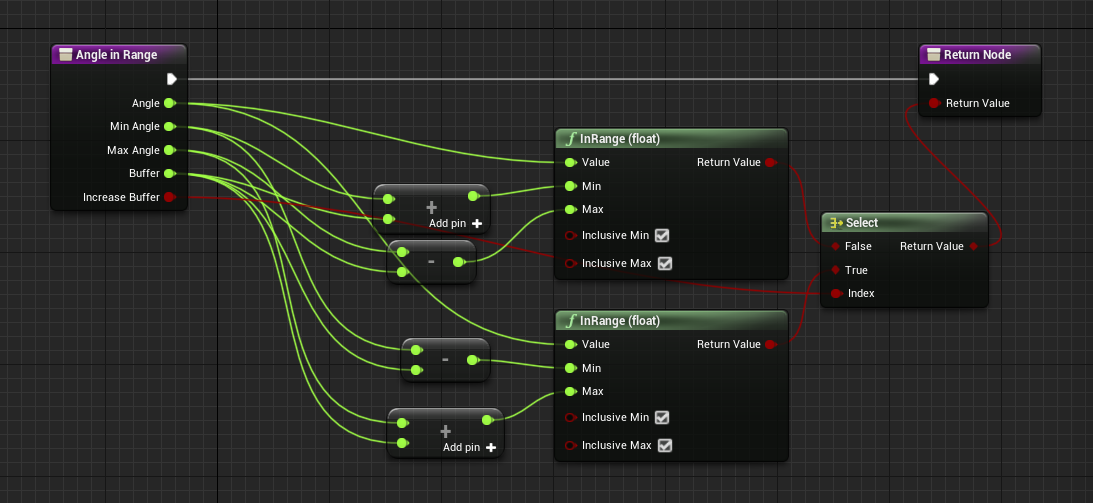 Angle in Range
Angle
Min Angle
Max Angle
Buffer
Increase Buffer
+
Add pin +
-
-
+
Add pin +
f InRange (float)
Value Return Value
Min
Max
Inclusive Min
Inclusive Max
f InRange (float)
Value Return Value
Min
Max
Inclusive Min
Inclusive Max
Select
False Return Value
True
Index
Return Node
Return Value